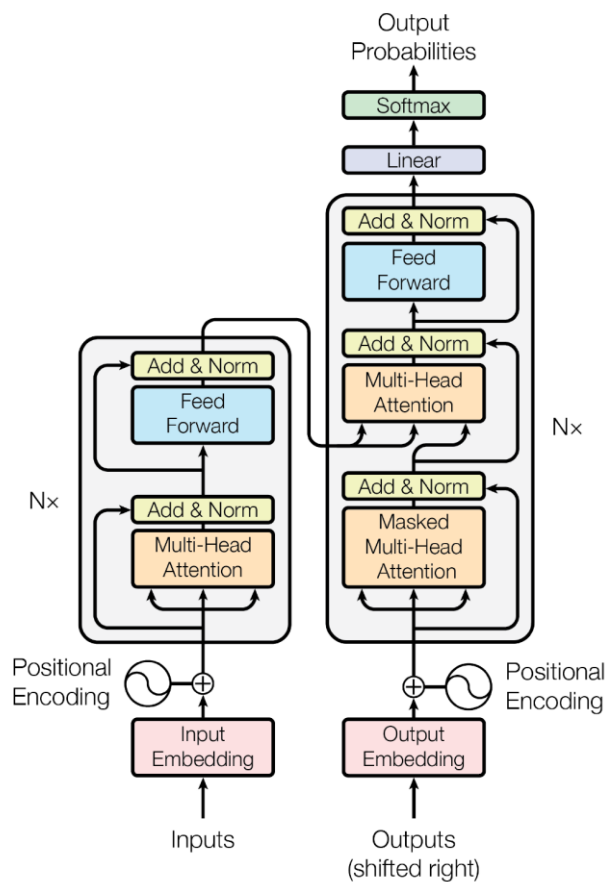 Output
Probabilities
Softmax
Linear
Add & Norm
Feed
Forward
Add & Norm
Multi-Head
Attention
Add & Norm
Masked
Multi-Head
Attention
N×
Add & Norm
Feed
Forward
Add & Norm
Multi-Head
Attention
N×
Positional
Encoding
Positional
Encoding
Input
Embedding
Output
Embedding
Inputs
Outputs
(shifted right)